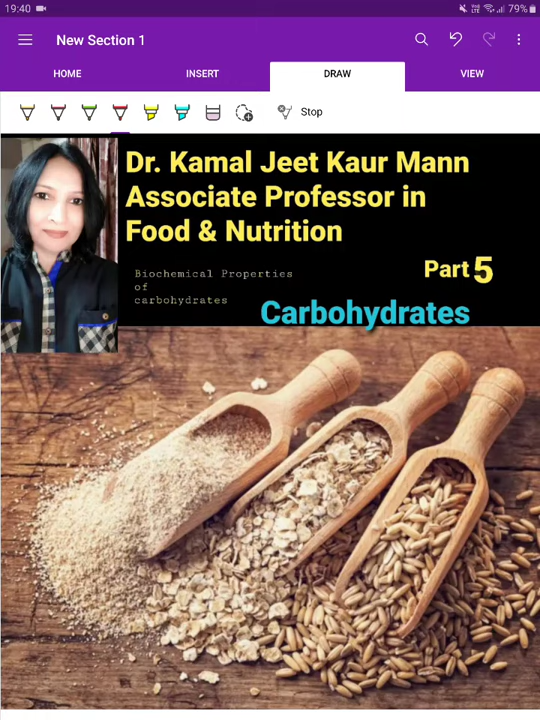 19:40
79%
New Section 1
HOME
INSERT
DRAW
VIEW
Stop
Dr. Kamal Jeet Kaur Mann
Associate Professor in
Food & Nutrition
Part 5
Biochemical Properties
of
carbohydrates
Carbohydrates